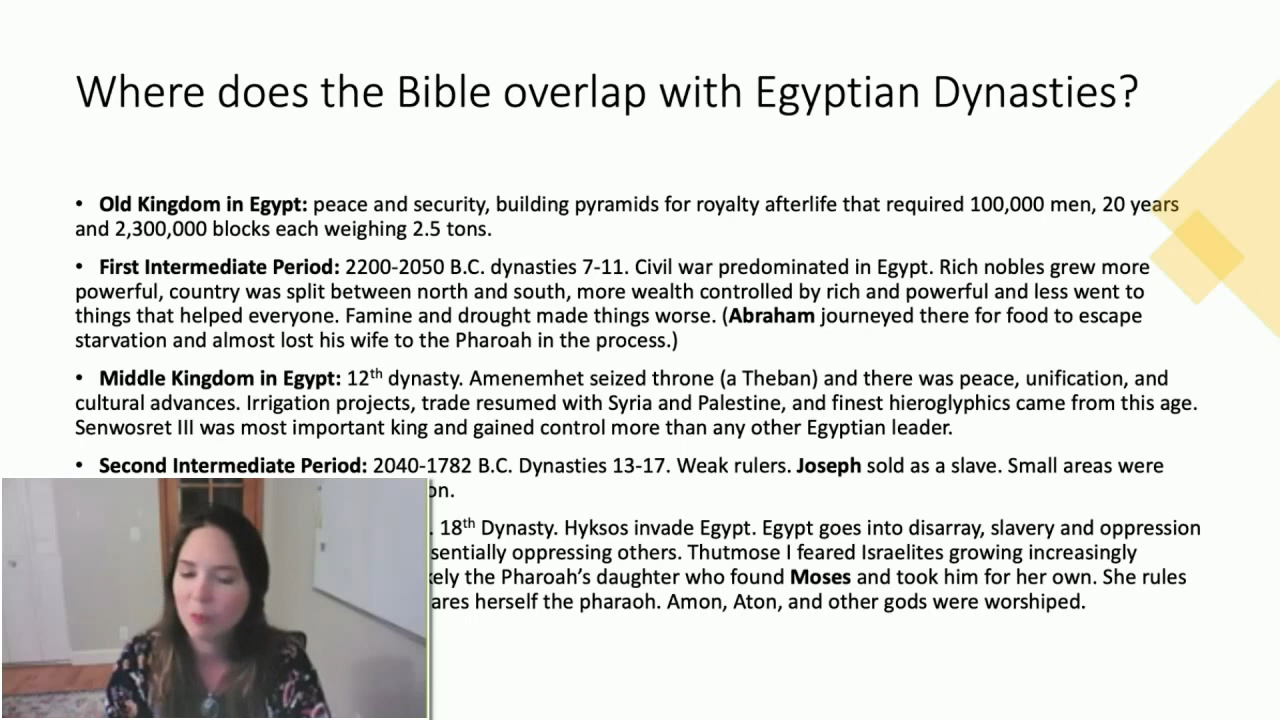 Where does the Bible overlap with Egyptian Dynasties?
• Old Kingdom in Egypt: peace and security, building pyramids for royalty afterlife that required 100,000 men, 20 years
and 2,300,000 blocks each weighing 2.5 tons.
• First Intermediate Period: 2200-2050 B.C. dynasties 7-11. Civil war predominated in Egypt. Rich nobles grew more
powerful, country was split between north and south, more wealth controlled by rich and powerful and less went to
things that helped everyone. Famine and drought made things worse. (Abraham journeyed there for food to escape
starvation and almost lost his wife to the Pharoah in the process.)
• Middle Kingdom in Egypt: 12th dynasty. Amenemhet seized throne (a Theban) and there was peace, unification, and
cultural advances. Irrigation projects, trade resumed with Syria and Palestine, and finest hieroglyphics came from this age.
Senwosret III was most important king and gained control more than any other Egyptian leader.
• Second Intermediate Period: 2040-1782 B.C. Dynasties 13-17. Weak rulers. Joseph sold as a slave. Small areas were
on.
. 18th Dynasty. Hyksos invade Egypt. Egypt goes into disarray, slavery and oppression
sentially oppressing others. Thutmose I feared Israelites growing increasingly
ely the Pharoah's daughter who found Moses and took him for her own. She rules
ares herself the pharaoh. Amon, Aton, and other gods were worshiped.